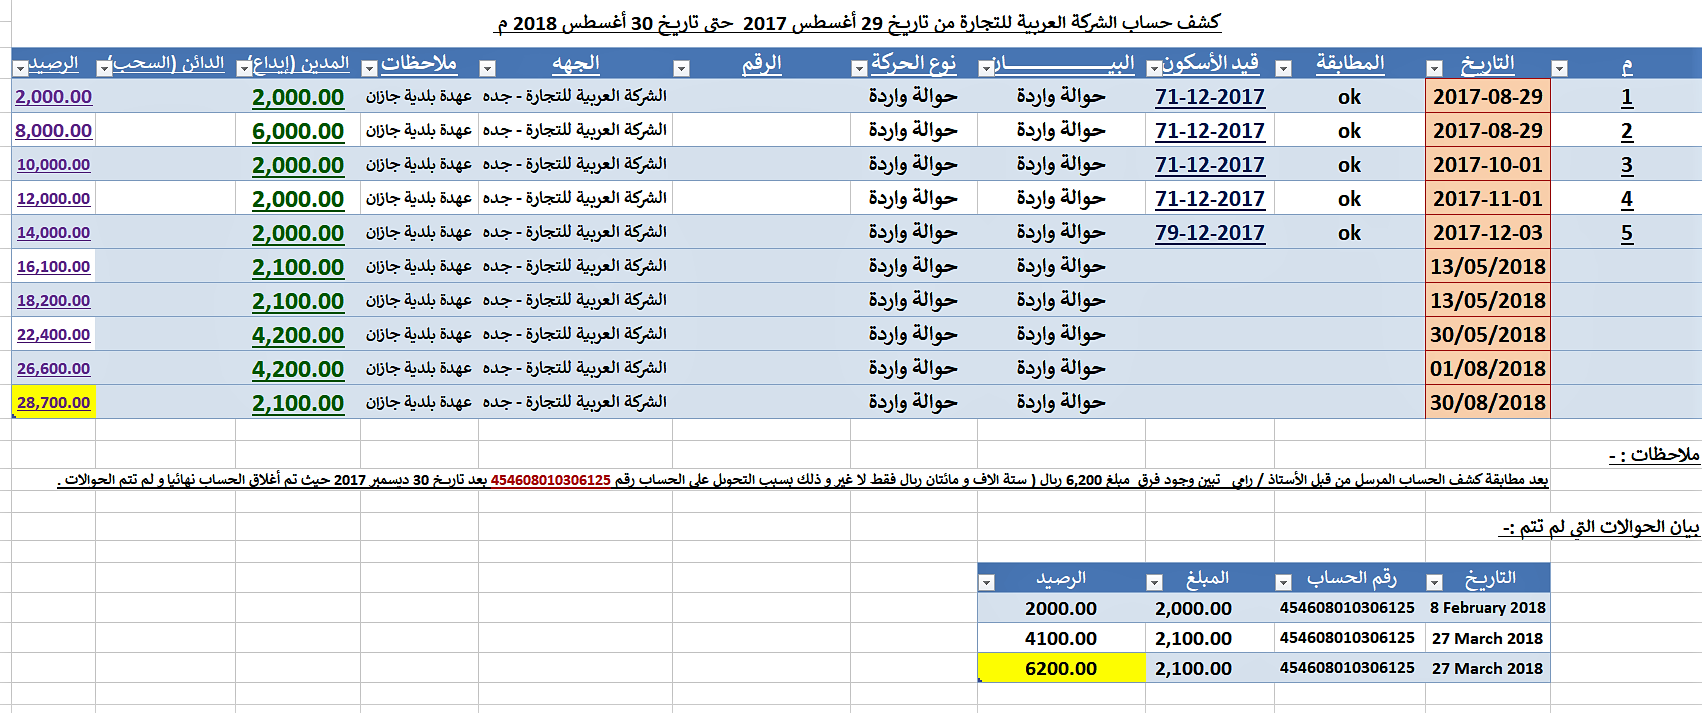 كشف حساب الشركة العربية للتجارة من تاريخ 29 أغسطس 2017 حتى تاريخ 30 أغسطس 2018 م
م التاريخ المطابقة قيد الأسكون البيـــــــــــــان نوع الحركة الرقم الجهه ملاحظات المدين (إيداع) الدائن (السحب) الرصيد
1 2017-08-29 ok 71-12-2017 حوالة واردة حوالة واردة الشركة العربية للتجارة - جده عهدة بلدية جازان 2,000.00 2,000.00
2 2017-08-29 ok 71-12-2017 حوالة واردة حوالة واردة الشركة العربية للتجارة - جده عهدة بلدية جازان 6,000.00 8,000.00
3 2017-10-01 ok 71-12-2017 حوالة واردة حوالة واردة الشركة العربية للتجارة - جده عهدة بلدية جازان 2,000.00 10,000.00
4 2017-11-01 ok 71-12-2017 حوالة واردة حوالة واردة الشركة العربية للتجارة - جده عهدة بلدية جازان 2,000.00 12,000.00
5 2017-12-03 ok 79-12-2017 حوالة واردة حوالة واردة الشركة العربية للتجارة - جده عهدة بلدية جازان 2,000.00 14,000.00
13/05/2018 حوالة واردة حوالة واردة الشركة العربية للتجارة - جده عهدة بلدية جازان 2,100.00 16,100.00
13/05/2018 حوالة واردة حوالة واردة الشركة العربية للتجارة - جده عهدة بلدية جازان 2,100.00 18,200.00
30/05/2018 حوالة واردة حوالة واردة الشركة العربية للتجارة - جده عهدة بلدية جازان 4,200.00 22,400.00
01/08/2018 حوالة واردة حوالة واردة الشركة العربية للتجارة - جده عهدة بلدية جازان 4,200.00 26,600.00
30/08/2018 حوالة واردة حوالة واردة الشركة العربية للتجارة - جده عهدة بلدية جازان 2,100.00 28,700.00
ملاحظات : -
بعد مطابقة كشف الحساب المرسل من قبل الأستاذ / رامي تبين وجود فرق مبلغ 6,200 ريال ( ستة الاف و مائتان ريال فقط لا غير و ذلك بسبب التحويل على الحساب رقم 454608010306125 بعد تاريخ 30 ديسمبر 2017 حيث تم أغلاق الحساب نهائيا و لم تتم الحوالات .
بيان الحوالات التي لم تتم :-
التاريخ رقم الحساب المبلغ الرصيد
8 February 2018 454608010306125 2,000.00 2000.00
27 March 2018 454608010306125 2,100.00 4100.00
27 March 2018 454608010306125 2,100.00 6200.00